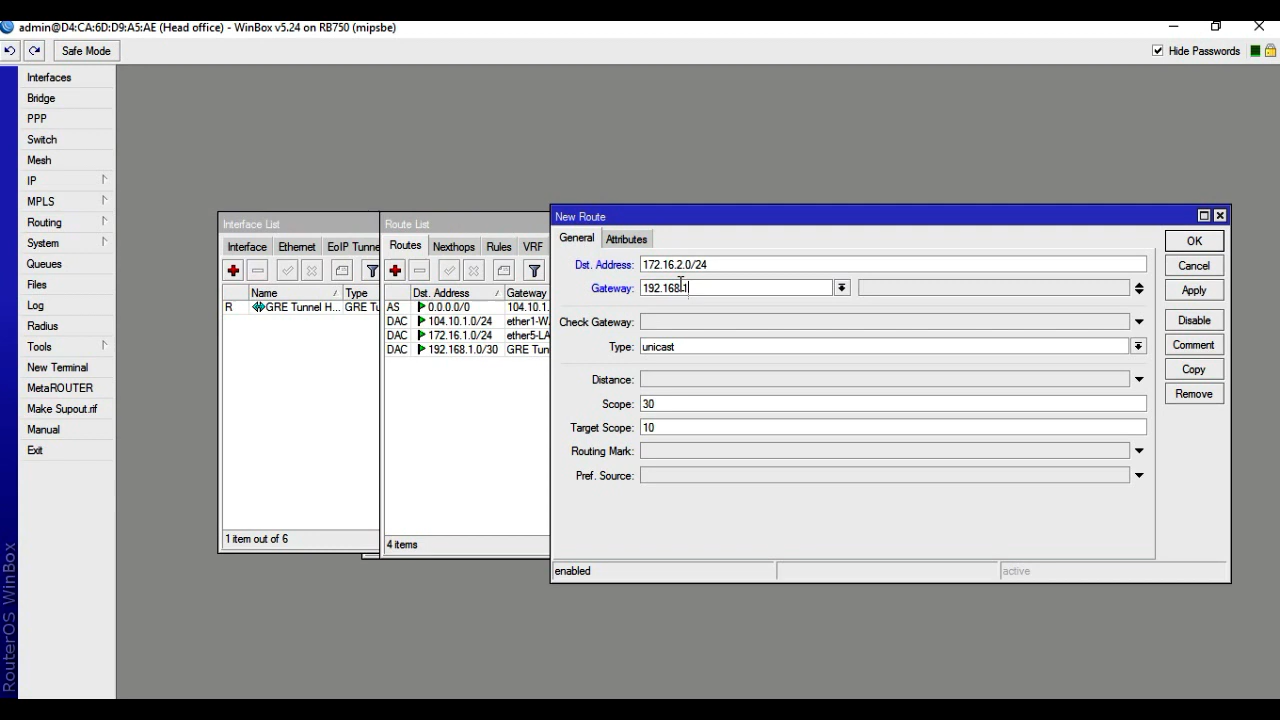 admin@D4:CA:6D:D9:A5:AE (Head office) - WinBox v5.24 on RB750 (mipsbe)
Safe Mode
Hide Passwords
Interfaces
Bridge
PPP
Switch
Mesh
IP
MPLS
Routing
System
Queues
Files
Log
Radius
Tools
New Terminal
MetaROUTER
Make Supout.rif
Manual
Exit
RouterOS WinBox
Interface List
Interface Ethernet EoIP Tunne
Name Type
R GRE Tunnel H... GRE Tu
1 item out of 6
Route List
Routes Nexthops Rules VRF
Dst. Address Gateway
AS 0.0.0.0/0 104.10.1.
DAC 104.10.1.0/24 ether1-W
DAC 172.16.1.0/24 ether5-LA
DAC 192.168.1.0/30 GRE Tun
4 items
New Route
General Attributes
Dst. Address: 172.16.2.0/24
Gateway: 192.168.1
Check Gateway:
Type: unicast
Distance:
Scope: 30
Target Scope: 10
Routing Mark:
Pref. Source:
OK
Cancel
Apply
Disable
Comment
Copy
Remove
enabled
active